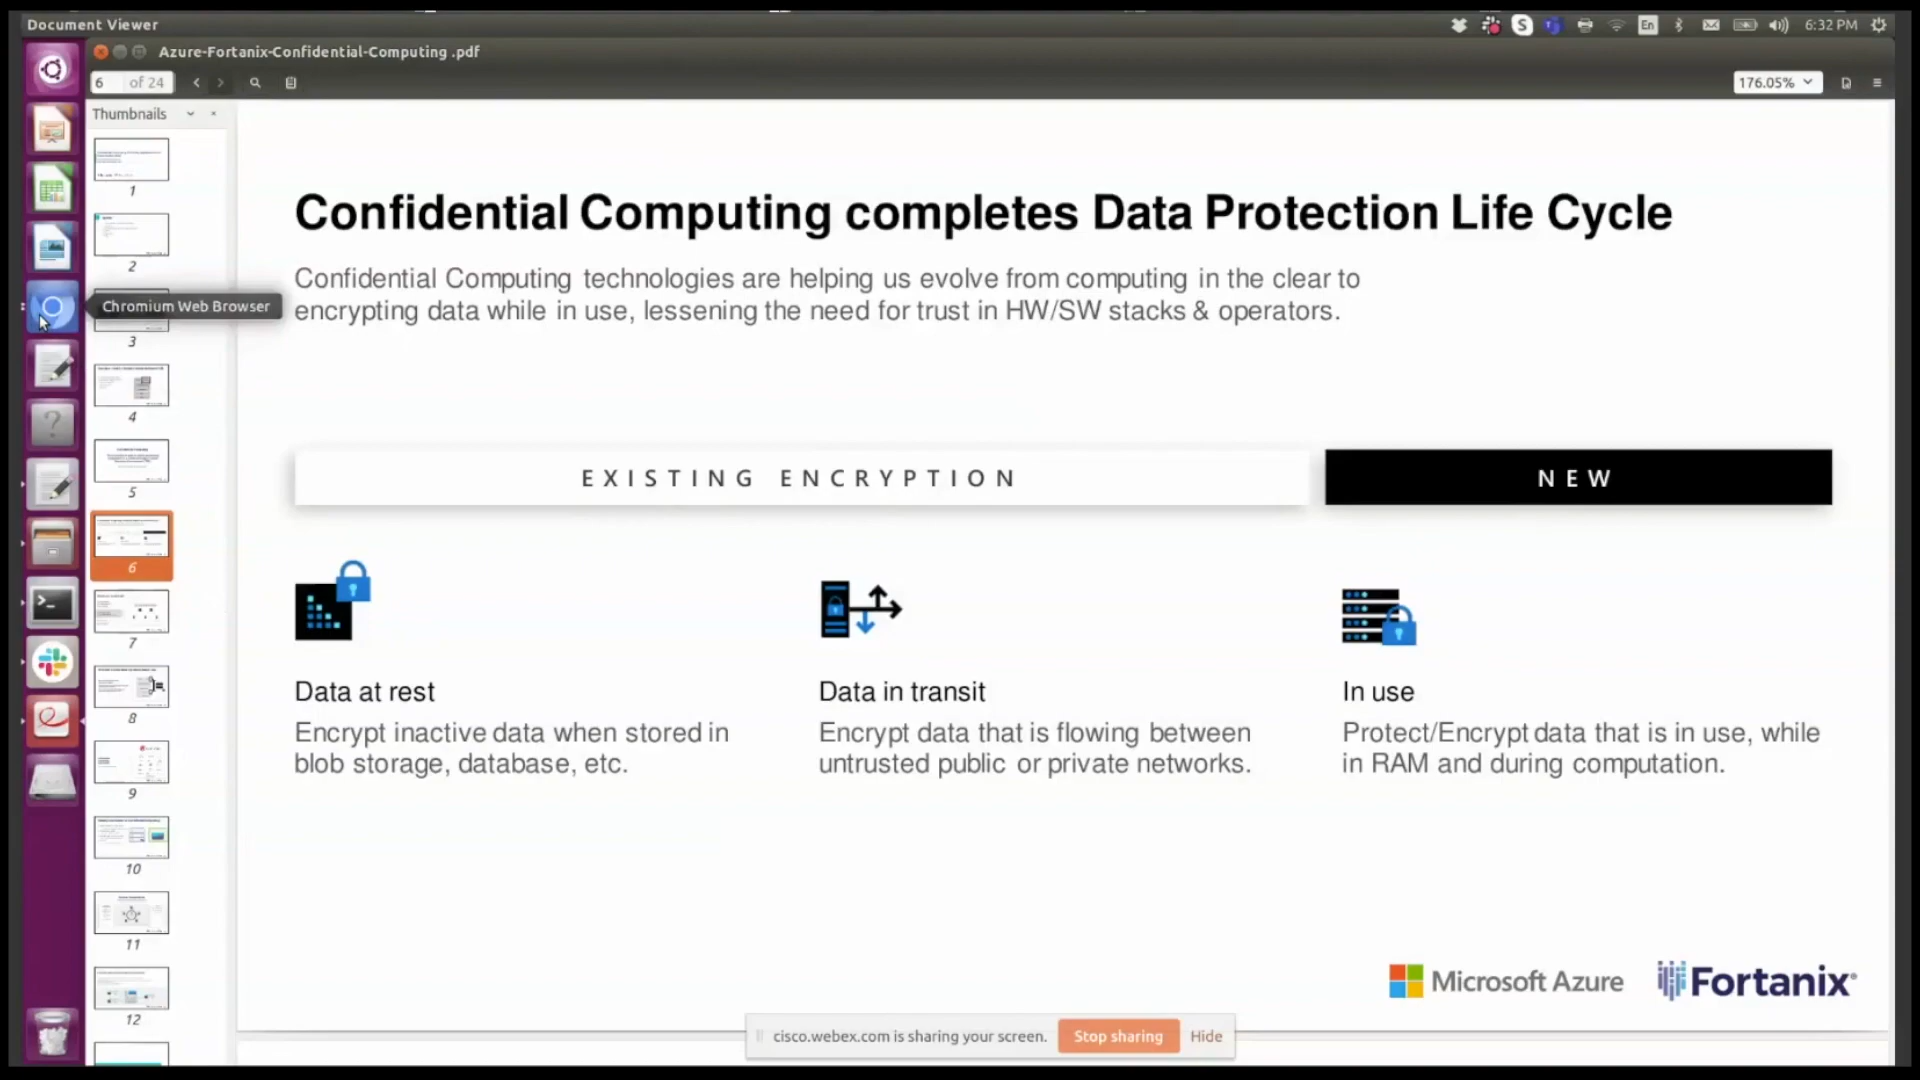 Document Viewer
En
6:32 PM
Azure-Fortanix-Confidential-Computing .pdf
6 of 24
176.05%
Thumbnails
1
2
3
4
5
6
7
8
9
10
11
12
Chromium Web Browser
Confidential Computing completes Data Protection Life Cycle
Confidential Computing technologies are helping us evolve from computing in the clear to
encrypting data while in use, lessening the need for trust in HW/SW stacks & operators.
EXISTING ENCRYPTION
NEW
Data at rest
Encrypt inactive data when stored in
blob storage, database, etc.
Data in transit
Encrypt data that is flowing between
untrusted public or private networks.
In use
Protect/Encrypt data that is in use, while
in RAM and during computation.
Microsoft Azure
Fortanix
cisco.webex.com is sharing your screen.
Stop sharing
Hide